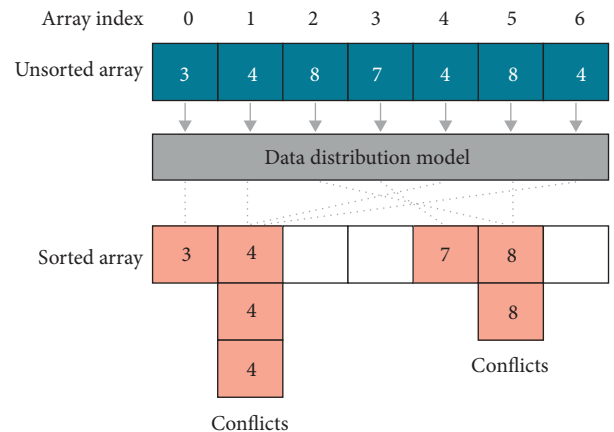 Array index 0 1 2 3 4 5 6
Unsorted array 3 4 8 7 4 8 4
Data distribution model
Sorted array 3 4 7 8
4 8
4
Conflicts
Conflicts